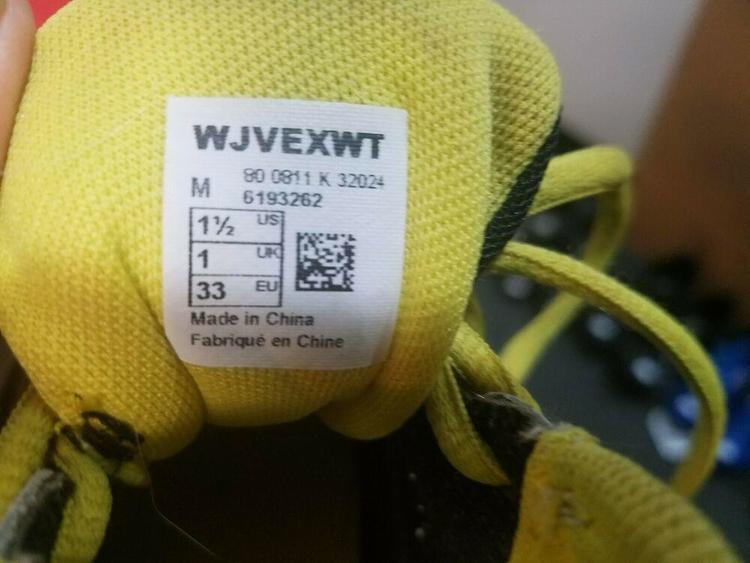 WJVEXWT
M 80 0811 K 32024
6193262
1½ US
1 UK
33 EU
Made in China
Fabriqué en Chine